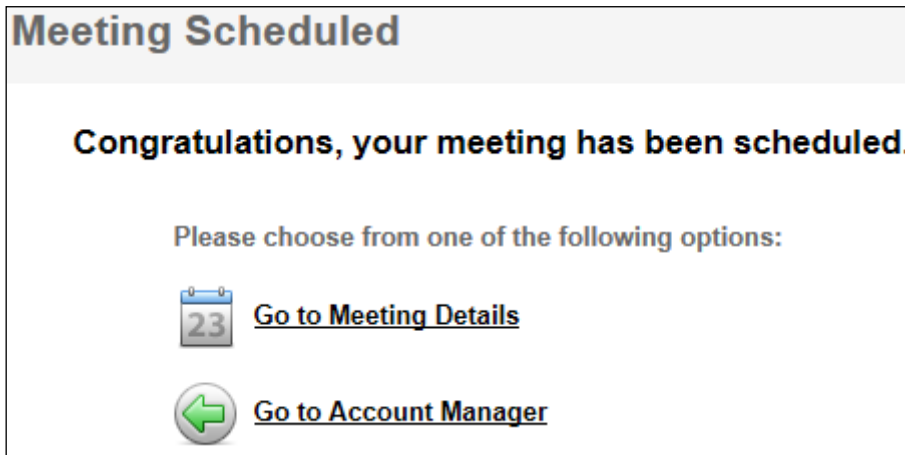 Meeting Scheduled
Congratulations, your meeting has been scheduled.
Please choose from one of the following options:
23
Go to Meeting Details
Go to Account Manager